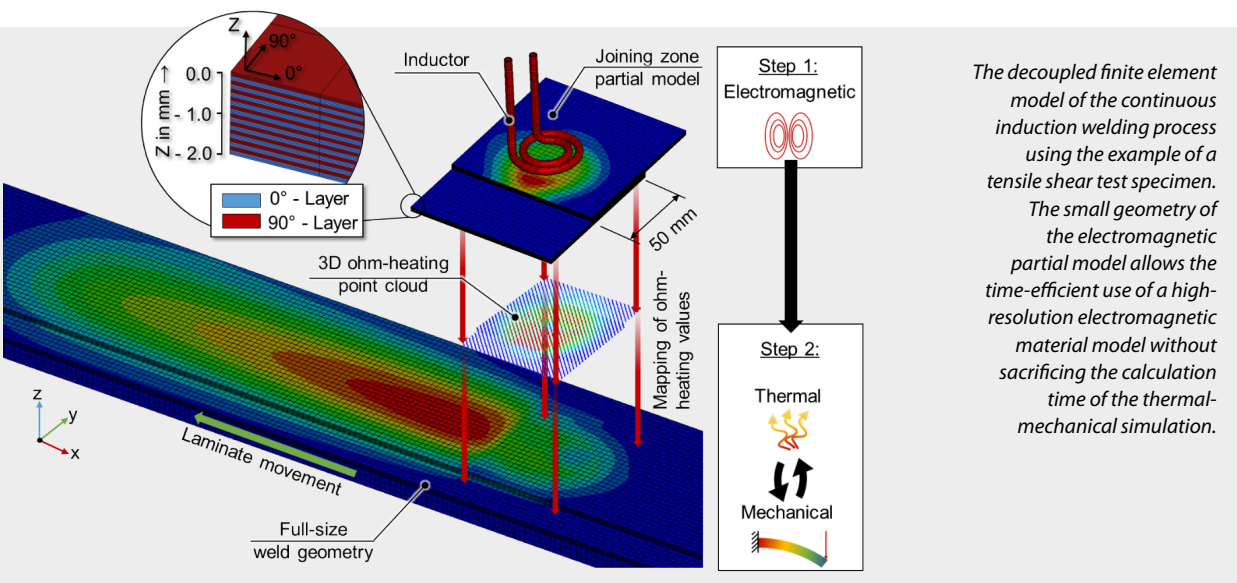 Z
90°
0°
0.0
- 1.0
- 2.0
Z in mm →
0° - Layer
90° - Layer
Inductor
Joining zone
partial model
50 mm
3D ohm-heating
point cloud
Mapping of ohm-
heating values
z
y
x
Laminate movement
Full-size
weld geometry
Step 1:
Electromagnetic
Step 2:
Thermal
Mechanical
The decoupled finite element
model of the continuous
induction welding process
using the example of a
tensile shear test specimen.
The small geometry of
the electromagnetic
partial model allows the
time-efficient use of a high-
resolution electromagnetic
material model without
sacrificing the calculation
time of the thermal-
mechanical simulation.